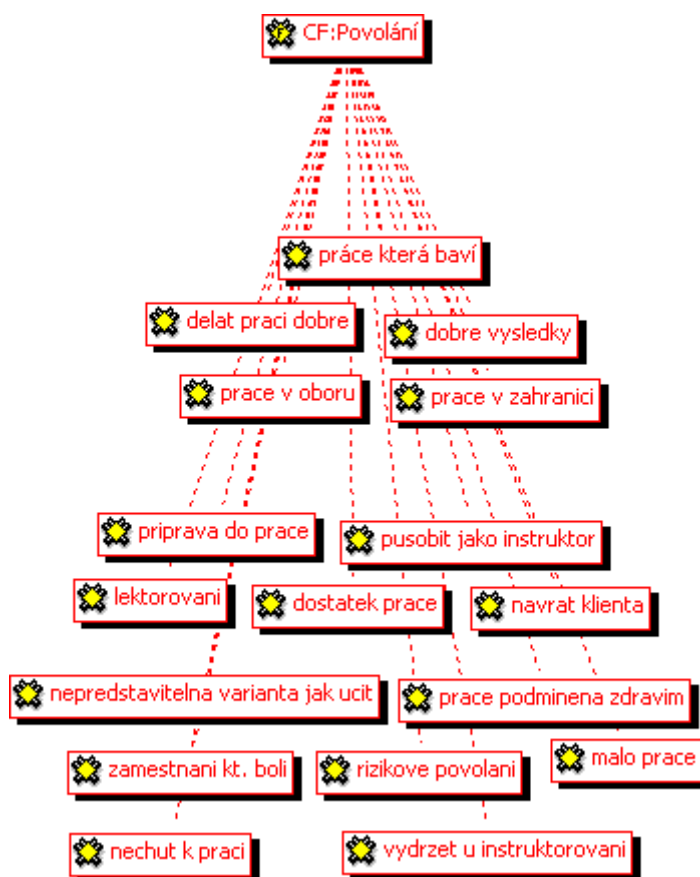 CF:Povolání
práce která baví
delat praci dobre
dobre vysledky
prace v oboru
prace v zahranici
priprava do prace
pusobit jako instruktor
lektorovani
dostatek prace
navrat klienta
nepredstavitelna varianta jak ucit
prace podminena zdravim
malo prace
zamestnani kt. boli
rizikove povolani
nechut k praci
vydrzet u instruktorovani